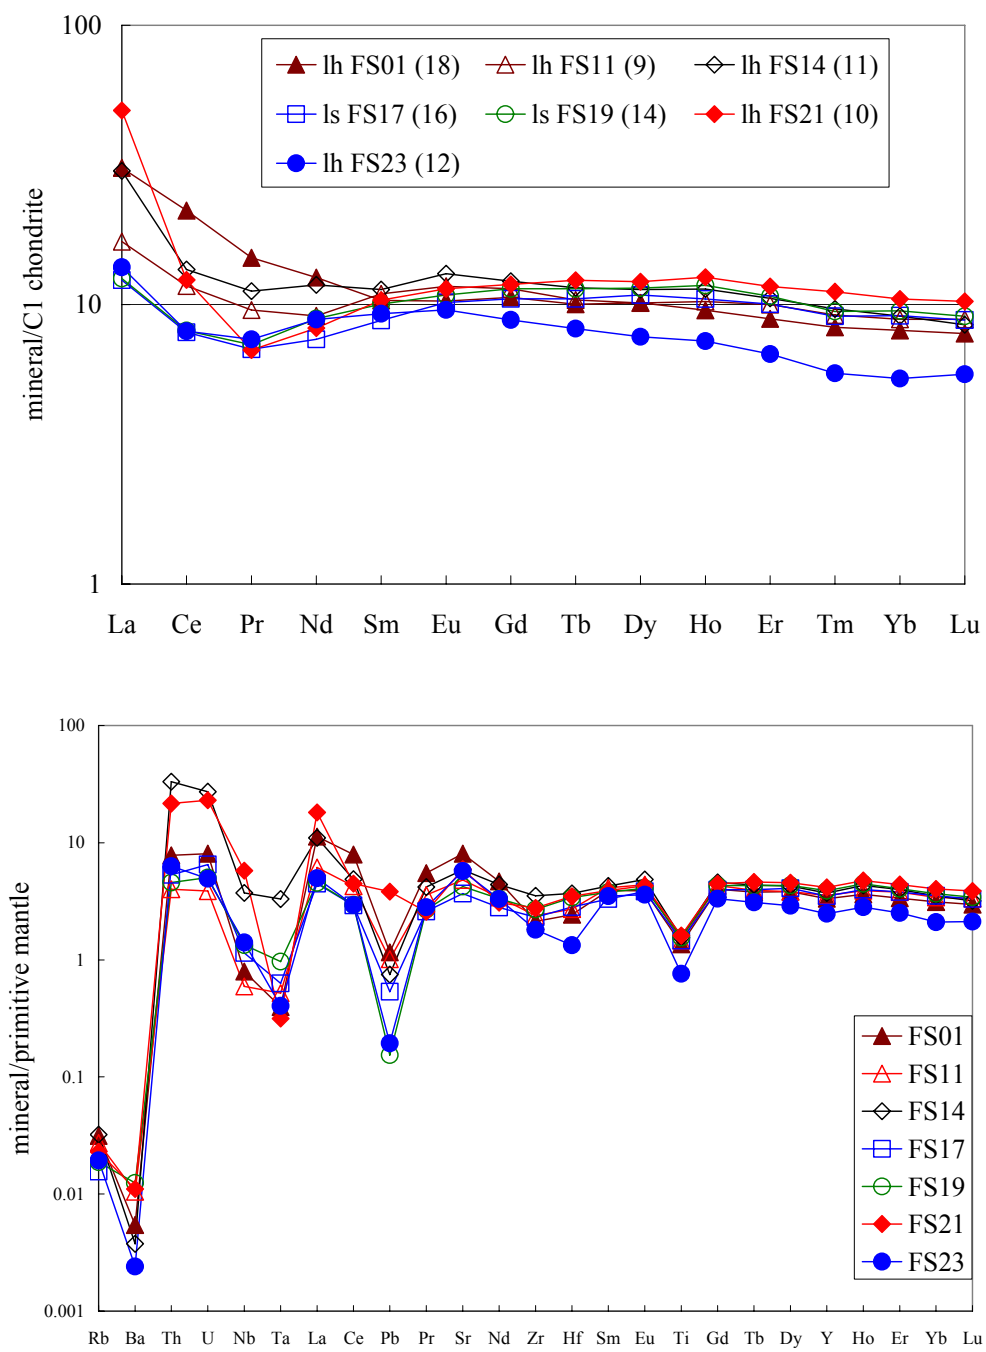 100
lh FS01 (18) lh FS11 (9) lh FS14 (11)
ls FS17 (16) ls FS19 (14) lh FS21 (10)
lh FS23 (12)
mineral/C1 chondrite
10
1
La Ce Pr Nd Sm Eu Gd Tb Dy Ho Er Tm Yb Lu
100
10
1
mineral/primitive mantle
0.1
0.01
0.001
FS01
FS11
FS14
FS17
FS19
FS21
FS23
Rb Ba Th U Nb Ta La Ce Pb Pr Sr Nd Zr Hf Sm Eu Ti Gd Tb Dy Y Ho Er Yb Lu